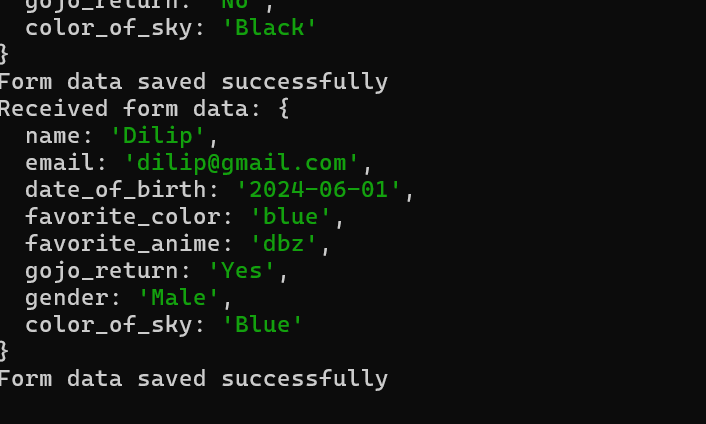 gojo_return: 'No',
color_of_sky: 'Black'
}
Form data saved successfully
Received form data: {
name: 'Dilip',
email: 'dilip@gmail.com',
date_of_birth: '2024-06-01',
favorite_color: 'blue',
favorite_anime: 'dbz',
gojo_return: 'Yes',
gender: 'Male',
color_of_sky: 'Blue'
}
Form data saved successfully